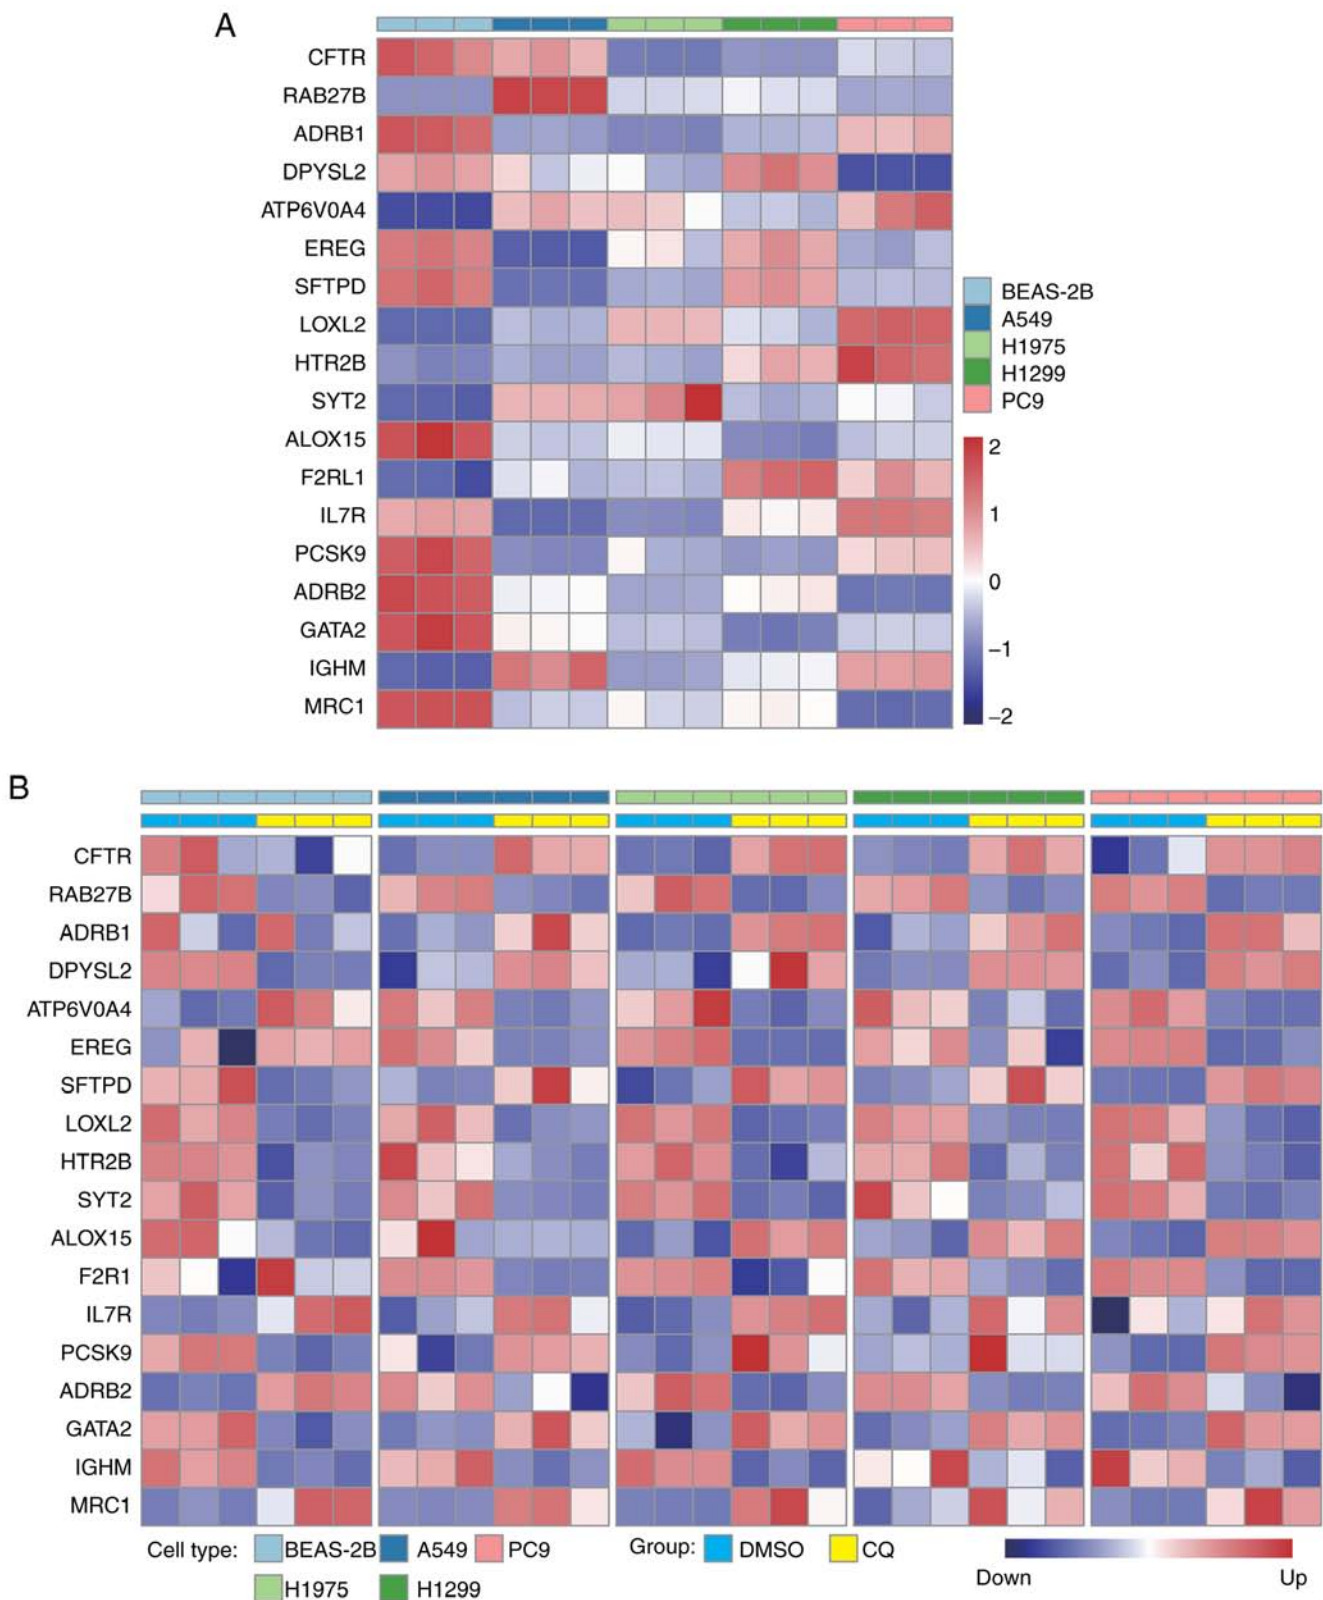 A
CFTR
RAB27B
ADRB1
DPYSL2
ATP6V0A4
EREG
SFTPD
LOXL2
HTR2B
SYT2
ALOX15
F2RL1
IL7R
PCSK9
ADRB2
GATA2
IGHM
MRC1
BEAS-2B
A549
H1975
H1299
PC9
2
1
0
−1
−2
B
CFTR
RAB27B
ADRB1
DPYSL2
ATP6V0A4
EREG
SFTPD
LOXL2
HTR2B
SYT2
ALOX15
F2R1
IL7R
PCSK9
ADRB2
GATA2
IGHM
MRC1
Cell type: BEAS-2B A549 PC9 Group: DMSO CQ
H1975 H1299
Down Up